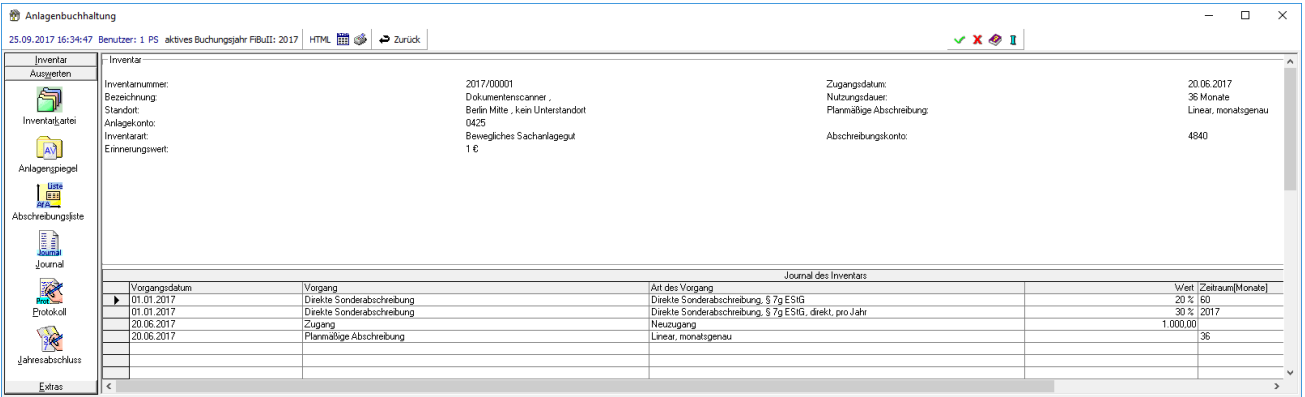 Anlagenbuchhaltung
25.09.2017 16:34:47 Benutzer: 1 PS aktives Buchungsjahr FiBuII: 2017 HTML Zurück
Inventar
Auswerten
Inventarkartei
AV
Anlagenspiegel
Liste
AfA
Abschreibungsliste
Journal
Journal
Prot.
Protokoll
Jahresabschluss
Extras
Inventar
Inventarnummer: 2017/00001 Zugangsdatum: 20.06.2017
Bezeichnung: Dokumentenscanner , Nutzungsdauer: 36 Monate
Standort: Berlin Mitte , kein Unterstandort Planmäßige Abschreibung: Linear, monatsgenau
Anlagekonto: 0425
Inventarart: Bewegliches Sachanlagegut Abschreibungskonto: 4840
Erinnerungswert: 1 €
Journal des Inventars
Vorgangsdatum Vorgang Art des Vorgang Wert Zeitraum[Monate]
01.01.2017 Direkte Sonderabschreibung Direkte Sonderabschreibung, § 7g EStG 20 % 60
01.01.2017 Direkte Sonderabschreibung Direkte Sonderabschreibung, § 7g EStG, direkt, pro Jahr 30 % 2017
20.06.2017 Zugang Neuzugang 1.000,00
20.06.2017 Planmäßige Abschreibung Linear, monatsgenau 36